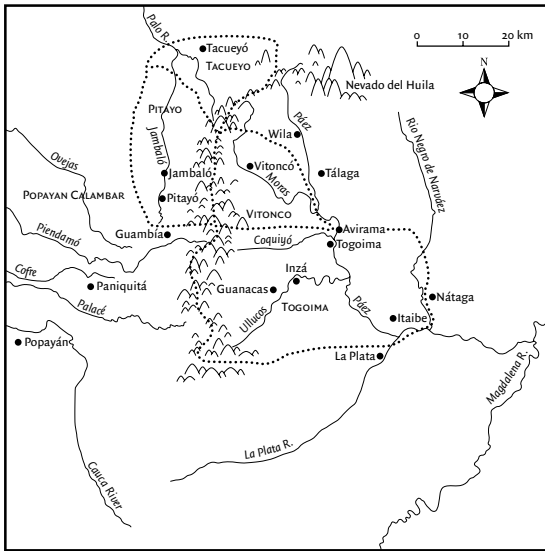 Palo R.
Tacueyó
TACUEYO
0 10 20 km
N
Nevado del Huila
PITAYO
Jambaló
Páez
Wila
Rio Negro de Narváez
Ovejas
Vitoncó
Moras
Tálaga
Jambaló
POPAYAN CALAMBAR
Pitayó
VITONCO
Avirama
Guambía
Piendamó
Coquiyó
Togoima
Cofre
Paniquitá
Inzá
Guanacas
Palacé
Ullucos
TOGOIMA
Páez
Nátaga
Itaibe
Popayán
La Plata
Magdalena R.
La Plata R.
Cauca River